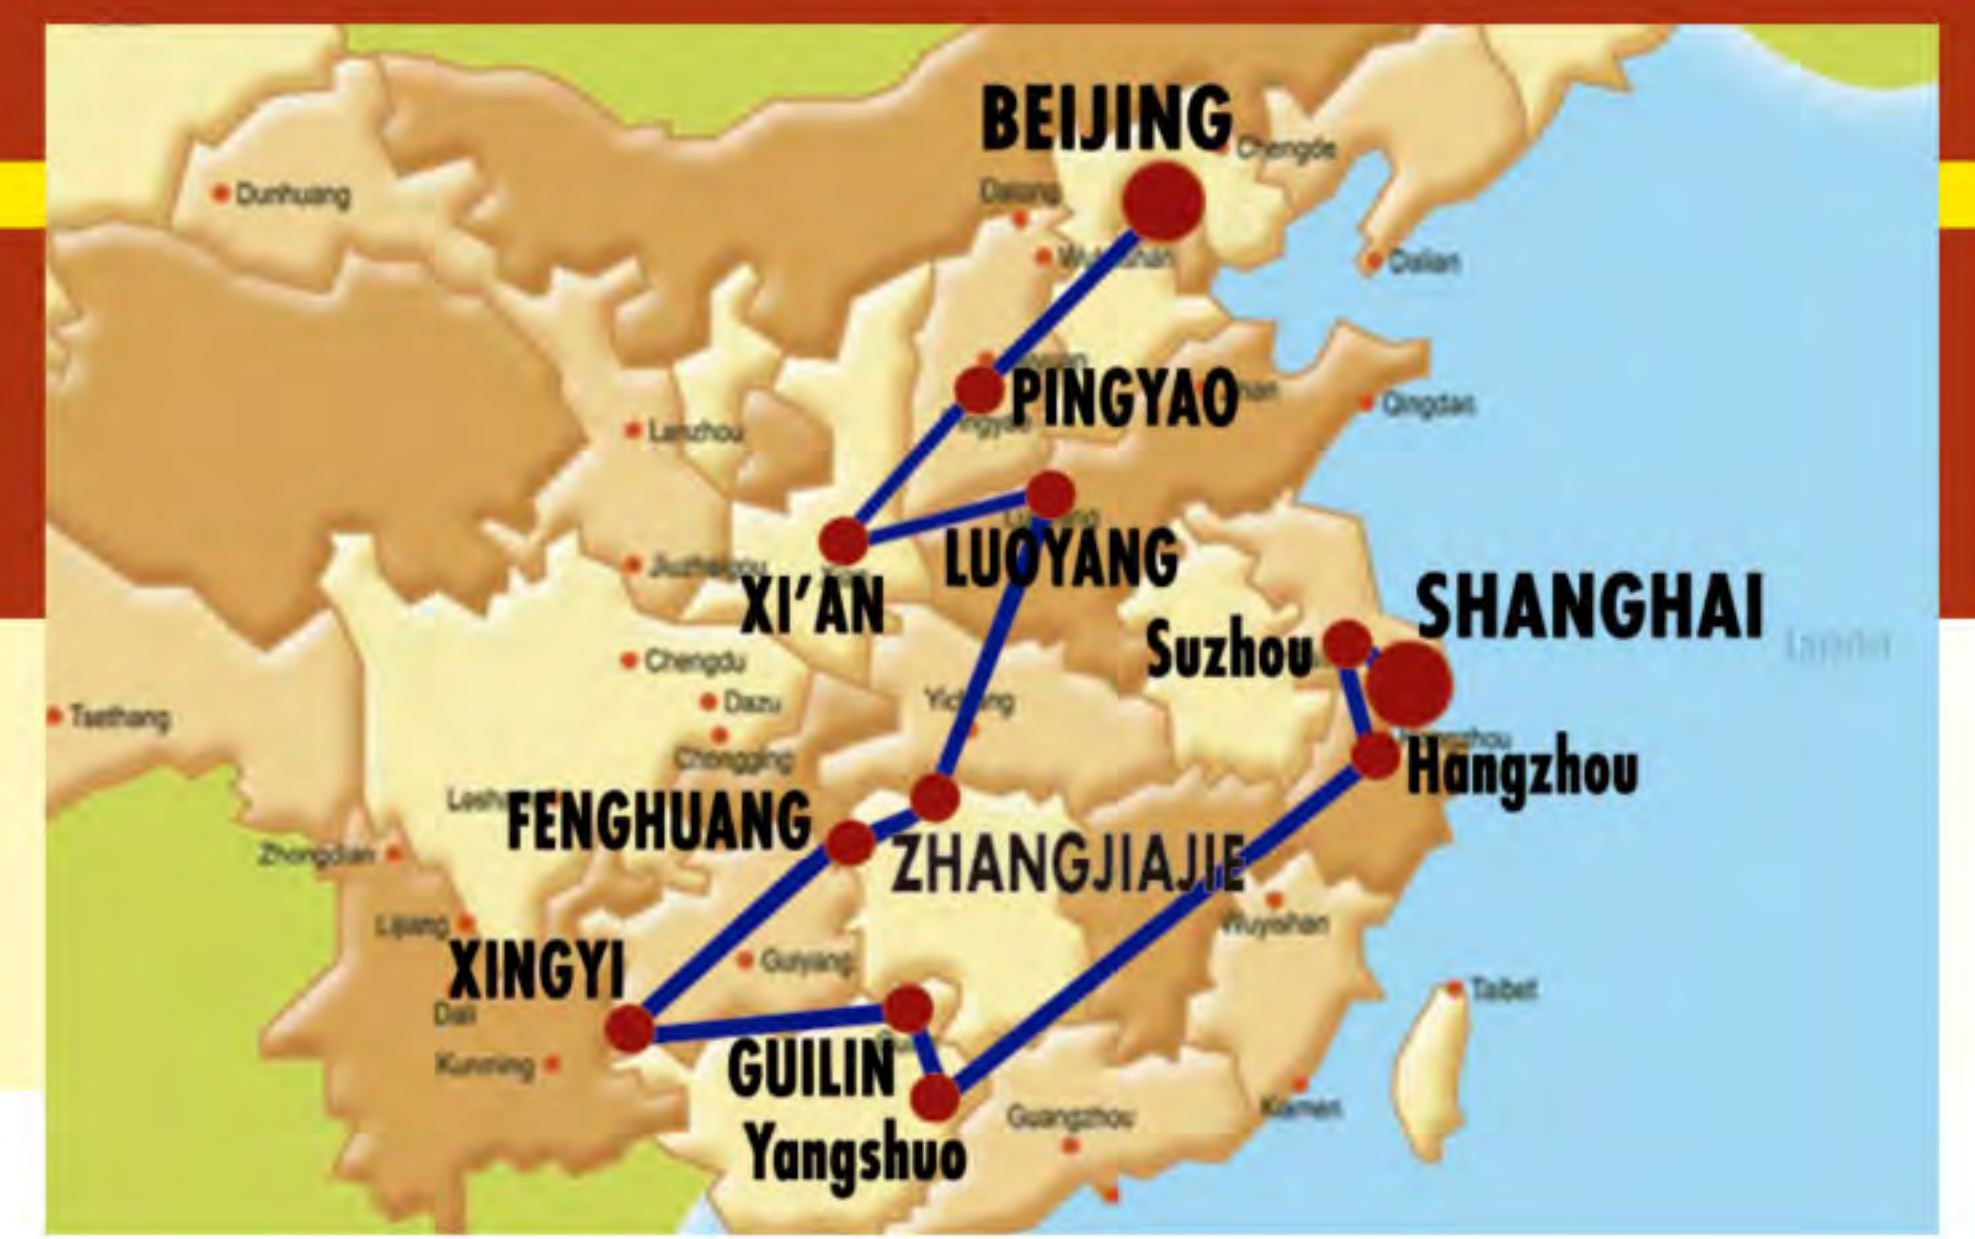 BEIJING
Chengde
Dunhuang
Datong
Dalian
PINGYAO
Qingdao
Lanzhou
LUOYANG
XI'AN
SHANGHAI
Suzhou
Chengdu
Dazu
Tsethang
Chongqing
Hangzhou
FENGHUANG
ZHANGJIAJIE
Zhongdian
Lijiang
Wuyishan
XINGYI
Guiyang
Taibei
Dali
Kunming
GUILIN
Guangzhou
Xiamen
Yangshuo